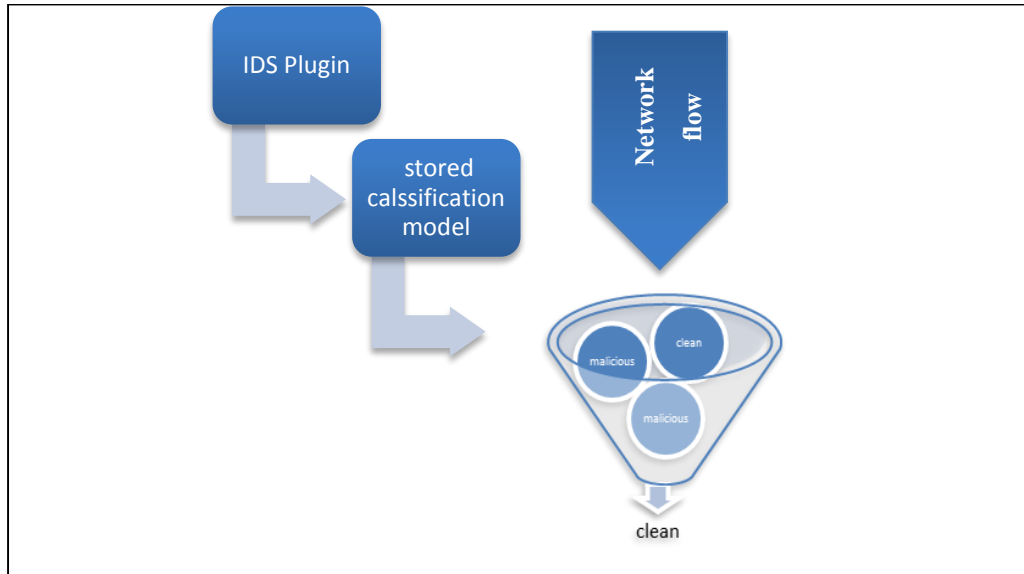 IDS Plugin
stored
calssification
model
Network
flow
clean
malicious
malicious
clean